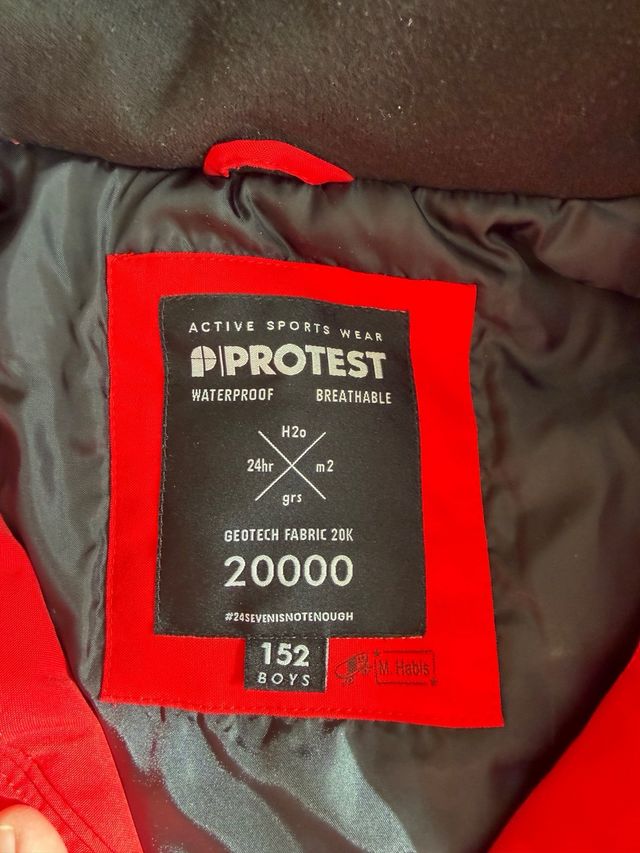 ACTIVE SPORTS WEAR
PROTEST
WATERPROOF BREATHABLE
H2o
24hr m2
grs
GEOTECH FABRIC 20K
20000
#24SEVENISNOTENOUGH
152
BOYS
M. Habis